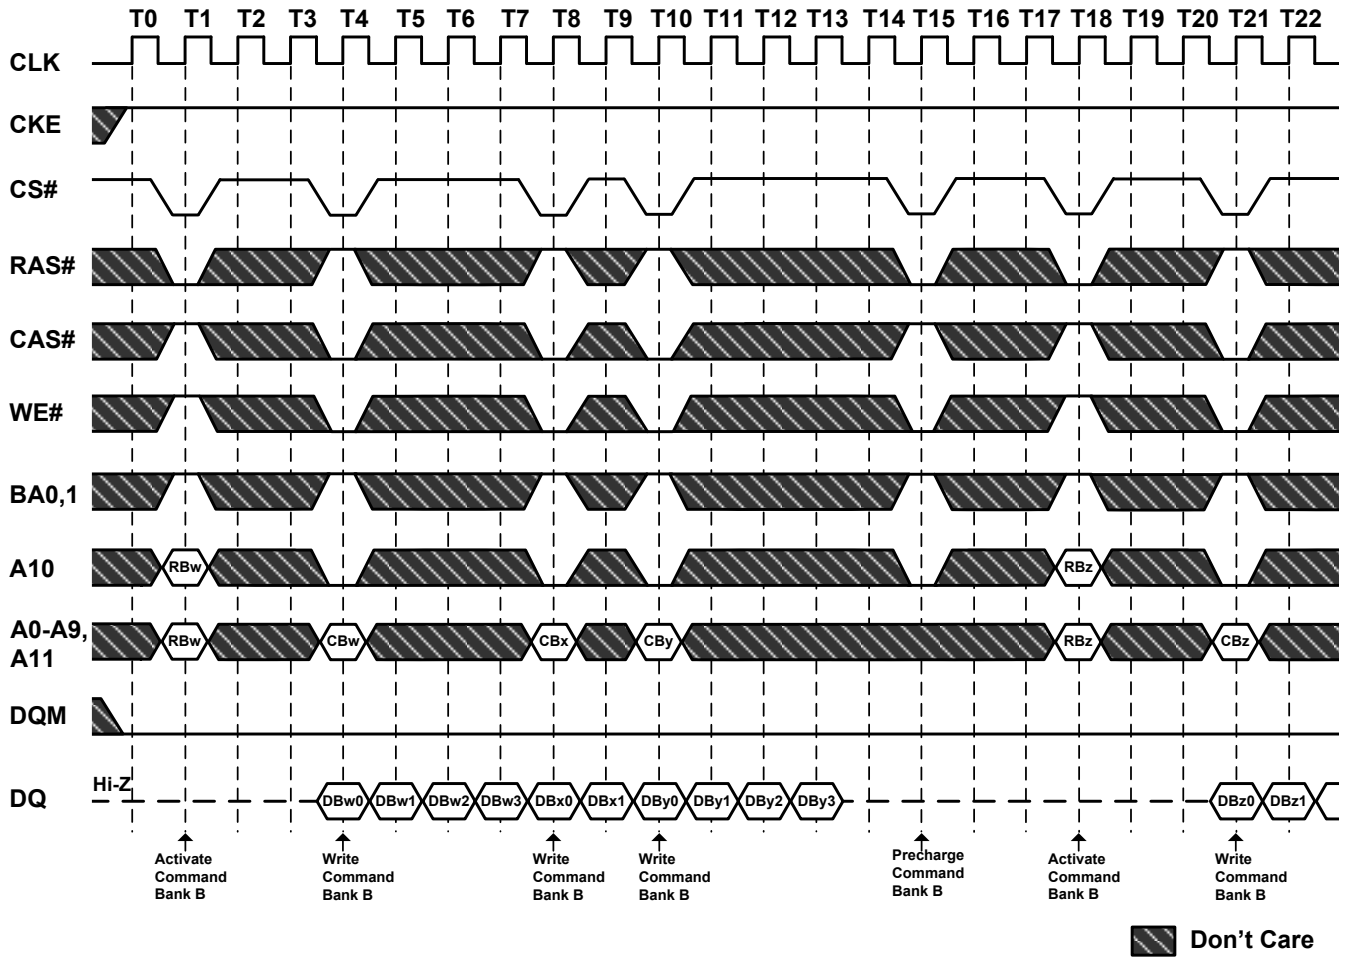 T0 T1 T2 T3 T4 T5 T6 T7 T8 T9 T10 T11 T12 T13 T14 T15 T16 T17 T18 T19 T20 T21 T22
CLK
CKE
CS#
RAS#
CAS#
WE#
BA0,1
A10 RBw RBz
A0-A9,
A11 RBw CBw CBx CBy RBz CBz
DQM
Hi-Z
DQ DBw0 DBw1 DBw2 DBw3 DBx0 DBx1 DBy0 DBy1 DBy2 DBy3 DBz0 DBz1
Activate
Command
Bank B
Write
Command
Bank B
Write
Command
Bank B
Write
Command
Bank B
Precharge
Command
Bank B
Activate
Command
Bank B
Write
Command
Bank B
Don't Care